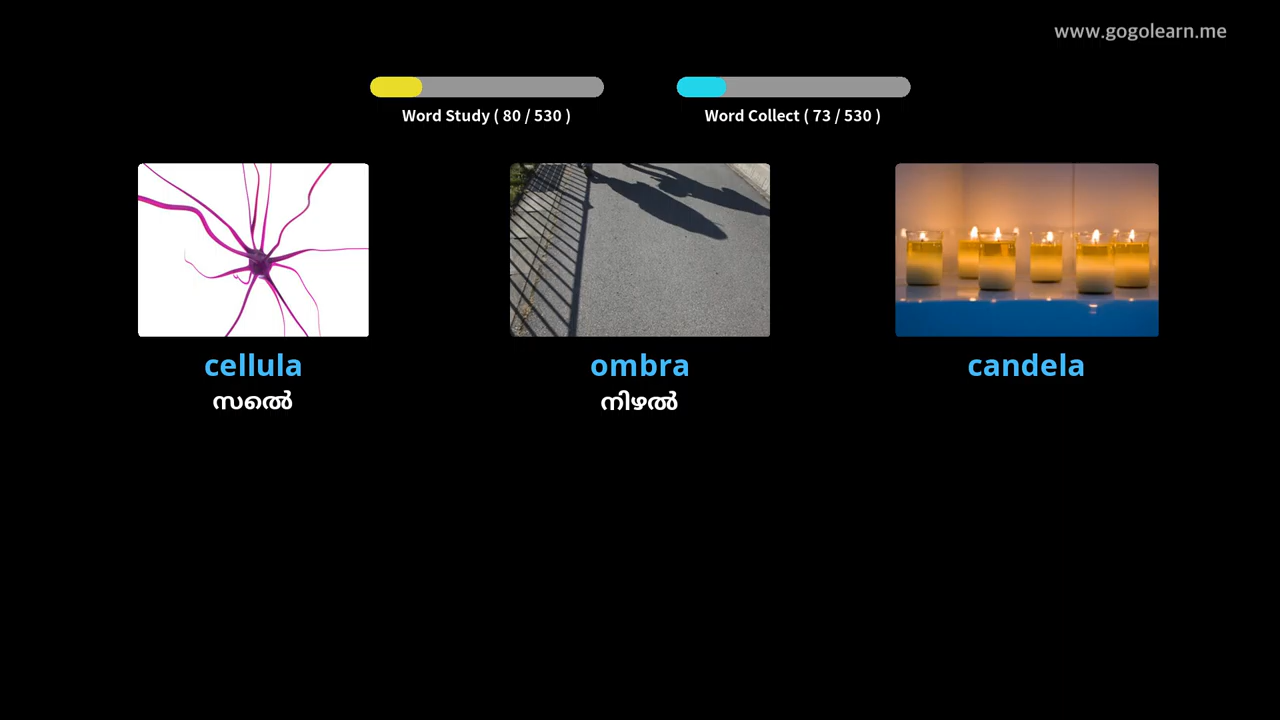 www.gogolearn.me
Word Study ( 80 / 530 )
Word Collect ( 73 / 530 )
cellula
സെൽ
ombra
നിഴൽ
candela